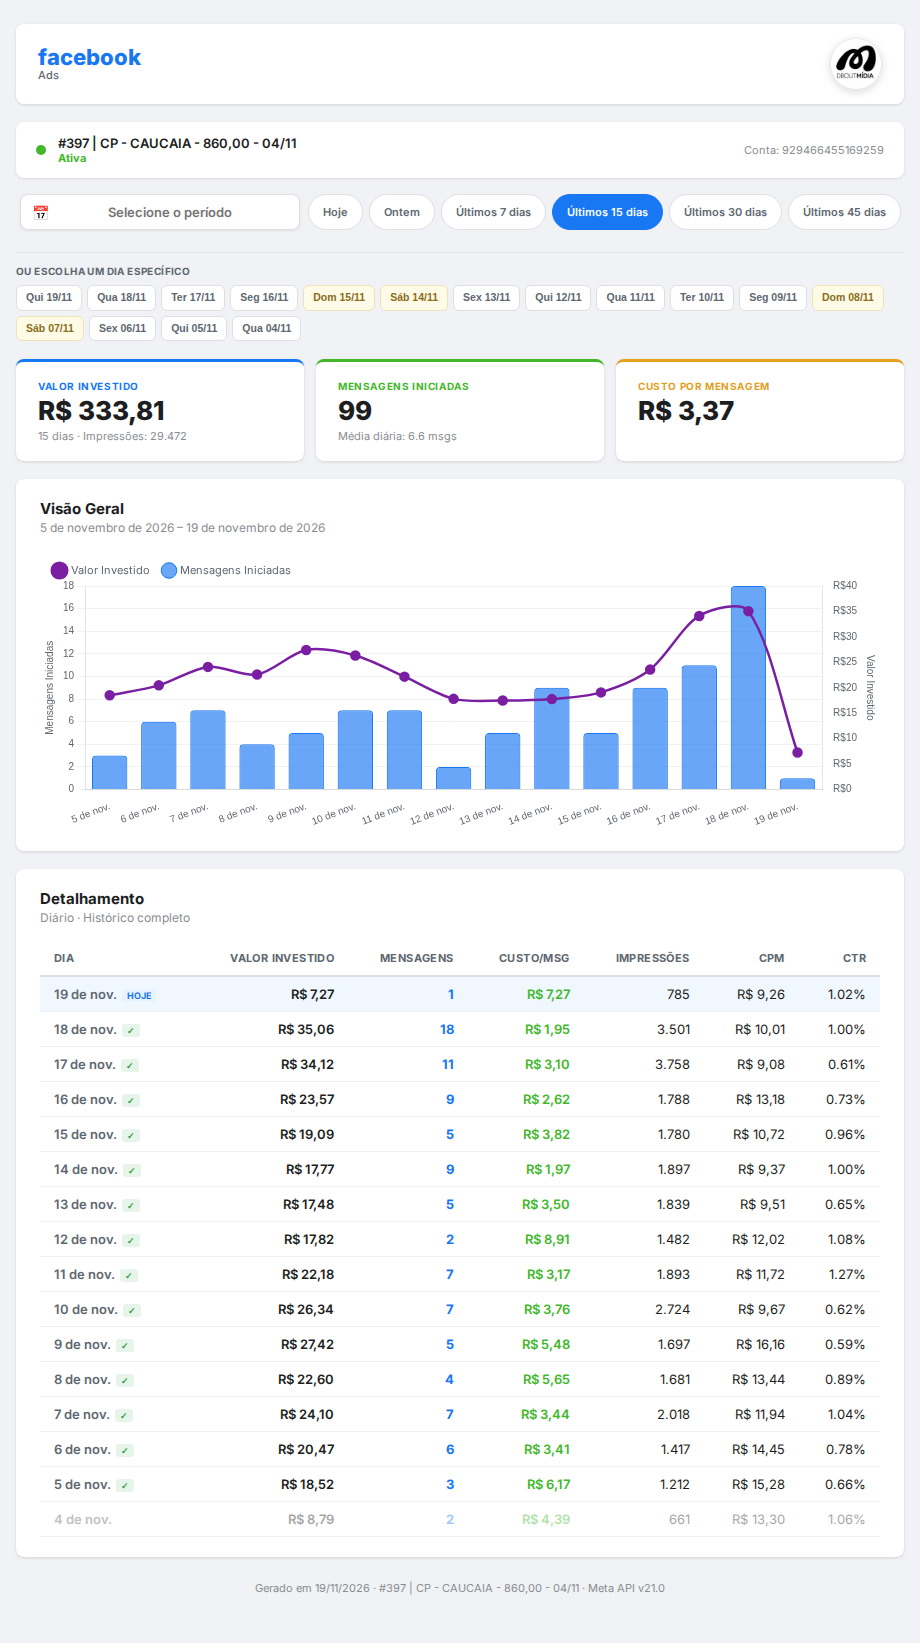 facebook
Ads
DBOUTMÍDIA
#397 | CP - CAUCAIA - 860,00 - 04/11
Ativa
Conta: 929466455169259
Selecione o período
Hoje
Ontem
Últimos 7 dias
Últimos 15 dias
Últimos 30 dias
Últimos 45 dias
OU ESCOLHA UM DIA ESPECÍFICO
Qui 19/11 Qua 18/11 Ter 17/11 Seg 16/11 Dom 15/11 Sáb 14/11 Sex 13/11 Qui 12/11 Qua 11/11 Ter 10/11 Seg 09/11 Dom 08/11
Sáb 07/11 Sex 06/11 Qui 05/11 Qua 04/11
VALOR INVESTIDO
R$ 333,81
15 dias · Impressões: 29.472
MENSAGENS INICIADAS
99
Média diária: 6.6 msgs
CUSTO POR MENSAGEM
R$ 3,37
Visão Geral
5 de novembro de 2026 – 19 de novembro de 2026
Valor Investido Mensagens Iniciadas
Mensagens Iniciadas
18
16
14
12
10
8
6
4
2
0
R$40
R$35
R$30
R$25
R$20
R$15
R$10
R$5
R$0
Valor Investido
5 de nov. 6 de nov. 7 de nov. 8 de nov. 9 de nov. 10 de nov. 11 de nov. 12 de nov. 13 de nov. 14 de nov. 15 de nov. 16 de nov. 17 de nov. 18 de nov. 19 de nov.
Detalhamento
Diário · Histórico completo
DIA VALOR INVESTIDO MENSAGENS CUSTO/MSG IMPRESSÕES CPM CTR
19 de nov. HOJE R$ 7,27 1 R$ 7,27 785 R$ 9,26 1.02%
18 de nov. ✓ R$ 35,06 18 R$ 1,95 3.501 R$ 10,01 1.00%
17 de nov. ✓ R$ 34,12 11 R$ 3,10 3.758 R$ 9,08 0.61%
16 de nov. ✓ R$ 23,57 9 R$ 2,62 1.788 R$ 13,18 0.73%
15 de nov. ✓ R$ 19,09 5 R$ 3,82 1.780 R$ 10,72 0.96%
14 de nov. ✓ R$ 17,77 9 R$ 1,97 1.897 R$ 9,37 1.00%
13 de nov. ✓ R$ 17,48 5 R$ 3,50 1.839 R$ 9,51 0.65%
12 de nov. ✓ R$ 17,82 2 R$ 8,91 1.482 R$ 12,02 1.08%
11 de nov. ✓ R$ 22,18 7 R$ 3,17 1.893 R$ 11,72 1.27%
10 de nov. ✓ R$ 26,34 7 R$ 3,76 2.724 R$ 9,67 0.62%
9 de nov. ✓ R$ 27,42 5 R$ 5,48 1.697 R$ 16,16 0.59%
8 de nov. ✓ R$ 22,60 4 R$ 5,65 1.681 R$ 13,44 0.89%
7 de nov. ✓ R$ 24,10 7 R$ 3,44 2.018 R$ 11,94 1.04%
6 de nov. ✓ R$ 20,47 6 R$ 3,41 1.417 R$ 14,45 0.78%
5 de nov. ✓ R$ 18,52 3 R$ 6,17 1.212 R$ 15,28 0.66%
4 de nov. R$ 8,79 2 R$ 4,39 661 R$ 13,30 1.06%
Gerado em 19/11/2026 · #397 | CP - CAUCAIA - 860,00 - 04/11 · Meta API v21.0